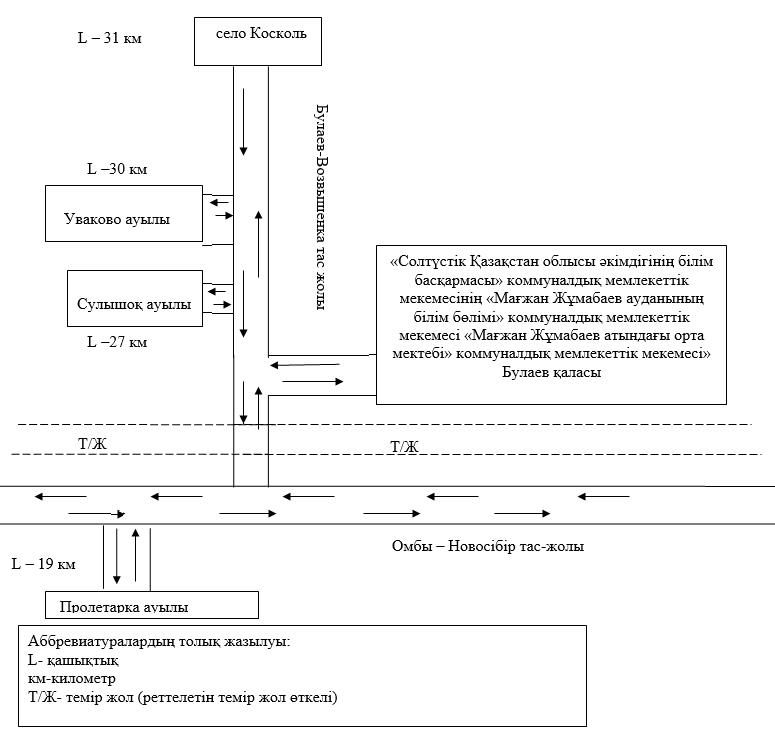 L – 31 км
село Косколь
Булаев-Возвышенка тас жолы
L –30 км
Уваково ауылы
Сулышоқ ауылы
L –27 км
«Солтүстік Қазақстан облысы әкімдігінің білім
басқармасы» коммуналдық мемлекеттік
мекемесінің «Мағжан Жұмабаев ауданының
білім бөлімі» коммуналдық мемлекеттік
мекемесі «Мағжан Жұмабаев атындағы орта
мектебі» коммуналдық мемлекеттік мекемесі»
Булаев қаласы
Т/Ж
Т/Ж
Омбы – Новосібір тас-жолы
L – 19 км
Пролетарка ауылы
Аббревиатуралардың толық жазылуы:
L- қашықтық
км-километр
Т/Ж- темір жол (реттелетін темір жол өткелі)